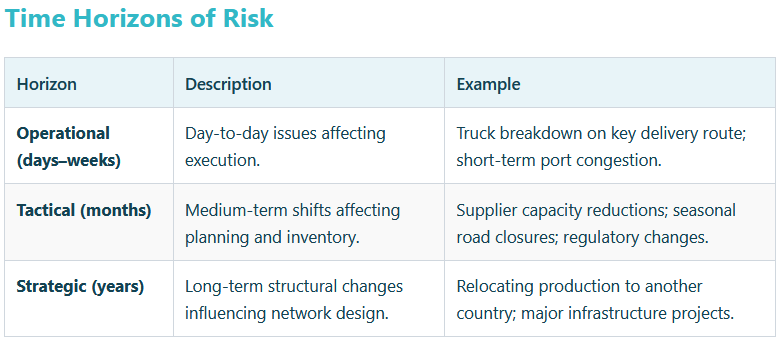 Time Horizons of Risk
Horizon Description Example
Operational (days–weeks) Day-to-day issues affecting execution. Truck breakdown on key delivery route; short-term port congestion.
Tactical (months) Medium-term shifts affecting planning and inventory. Supplier capacity reductions; seasonal road closures; regulatory changes.
Strategic (years) Long-term structural changes influencing network design. Relocating production to another country; major infrastructure projects.